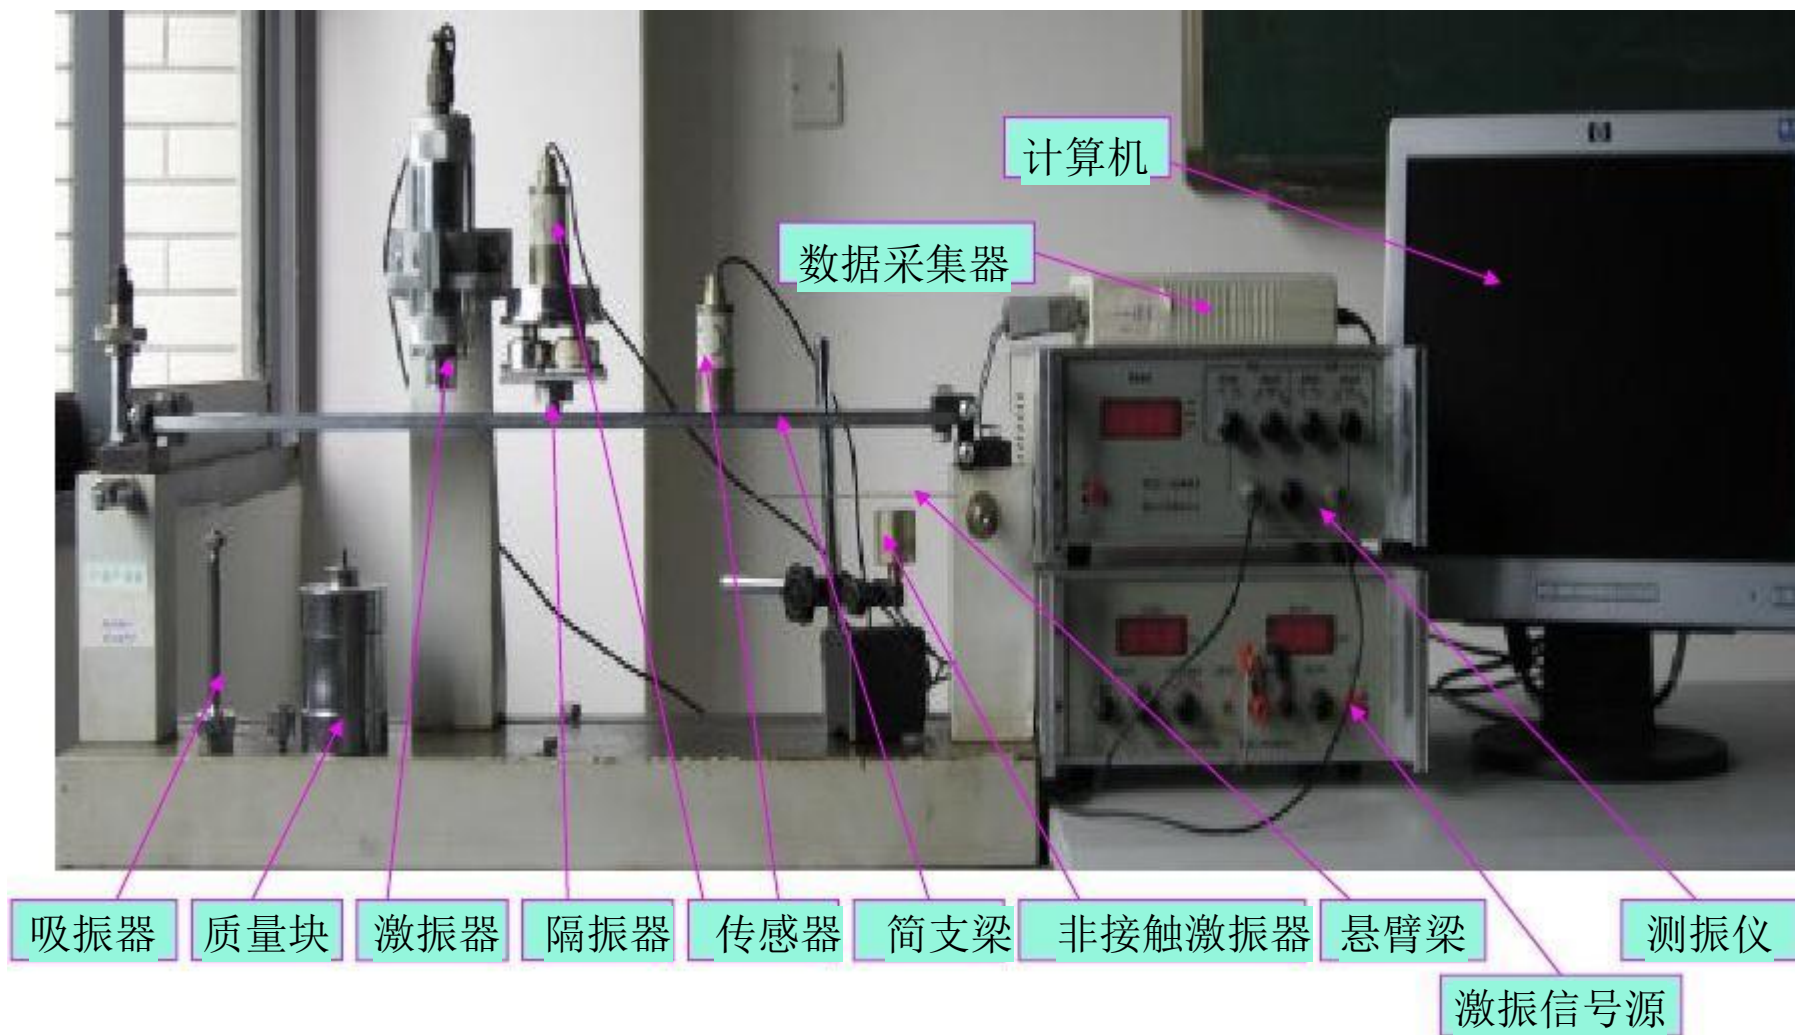 计算机
数据采集器
吸振器
质量块
激振器
隔振器
传感器
简支梁
非接触激振器
悬臂梁
测振仪
激振信号源
hp